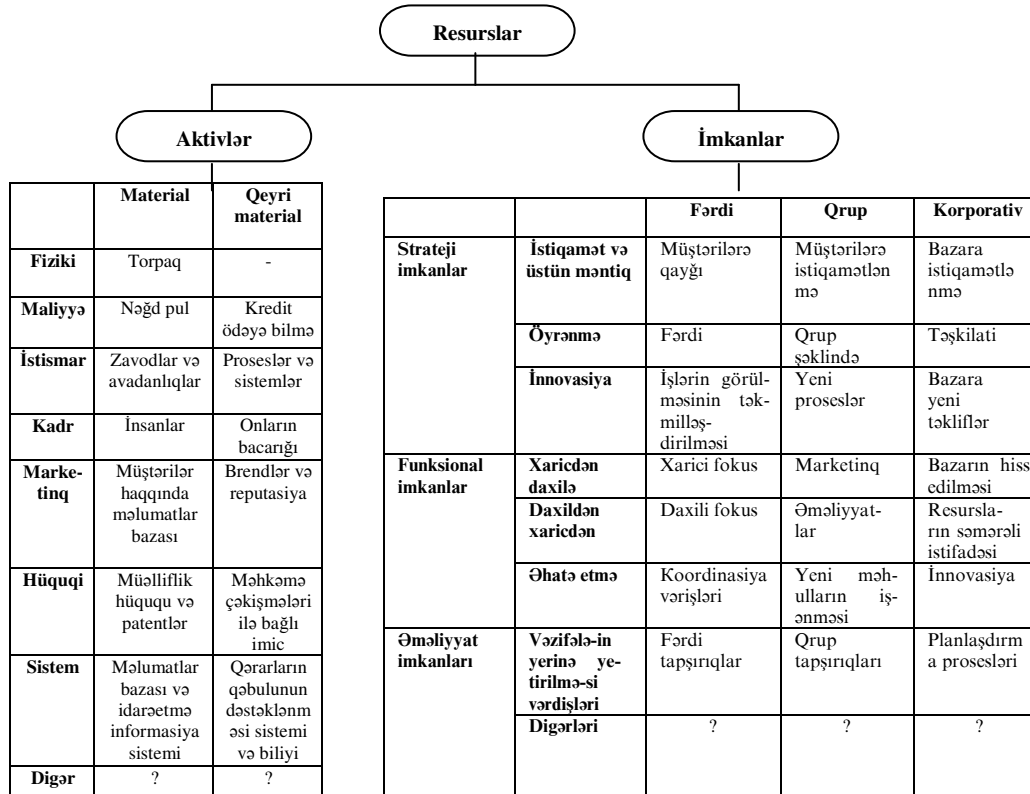 Resurslar
Aktivlər
İmkanlar
Material
Qeyri
material
Fiziki
Torpaq
-
Maliyyə
Nəğd pul
Kredit
ödəyə bilmə
İstismar
Zavodlar və
avadanlıqlar
Proseslər və
sistemlər
Kadr
İnsanlar
Onların
bacarığı
Marke-
tinq
Müştərilər
haqqında
məlumatlar
bazası
Brendlər və
reputasiya
Hüquqi
Müəlliflik
hüququ və
patentlər
Məhkəmə
çəkişmələri
ilə bağlı
imic
Sistem
Məlumatlar
bazası və
idarəetmə
informasiya
sistemi
Qərarların
qəbulunun
dəstəklənm
əsi sistemi
və biliyi
Digər
?
?
Fərdi
Qrup
Korporativ
Strateji
imkanlar
İstiqamət və
üstün məntiq
Müştərilərə
qayğı
Müştərilərə
istiqamətlən
mə
Bazara
istiqamətlə
nmə
Öyrənmə
Fərdi
Qrup
şəklində
Təşkilati
İnnovasiya
İşlərin görül-
məsinin tək-
milləş-
dirilməsi
Yeni
proseslər
Bazara
yeni
təkliflər
Funksional
imkanlar
Xaricdən
daxilə
Xarici fokus
Marketinq
Bazarın hiss
edilməsi
Daxildən
xaricdən
Daxili fokus
Əməliyyat-
lar
Resursla-
rın səmərəli
istifadəsi
Əhatə etmə
Koordinasiya
vərişləri
Yeni məh-
hulların iş-
ənməsi
İnnovasiya
Əməliyyat
imkanları
Vəzifələ-in
yerinə ye-
tirilmə-si
vərdişləri
Fərdi
tapşırıqlar
Qrup
tapşırıqları
Planlaşdırm
a prosesləri
Digərləri
?
?
?